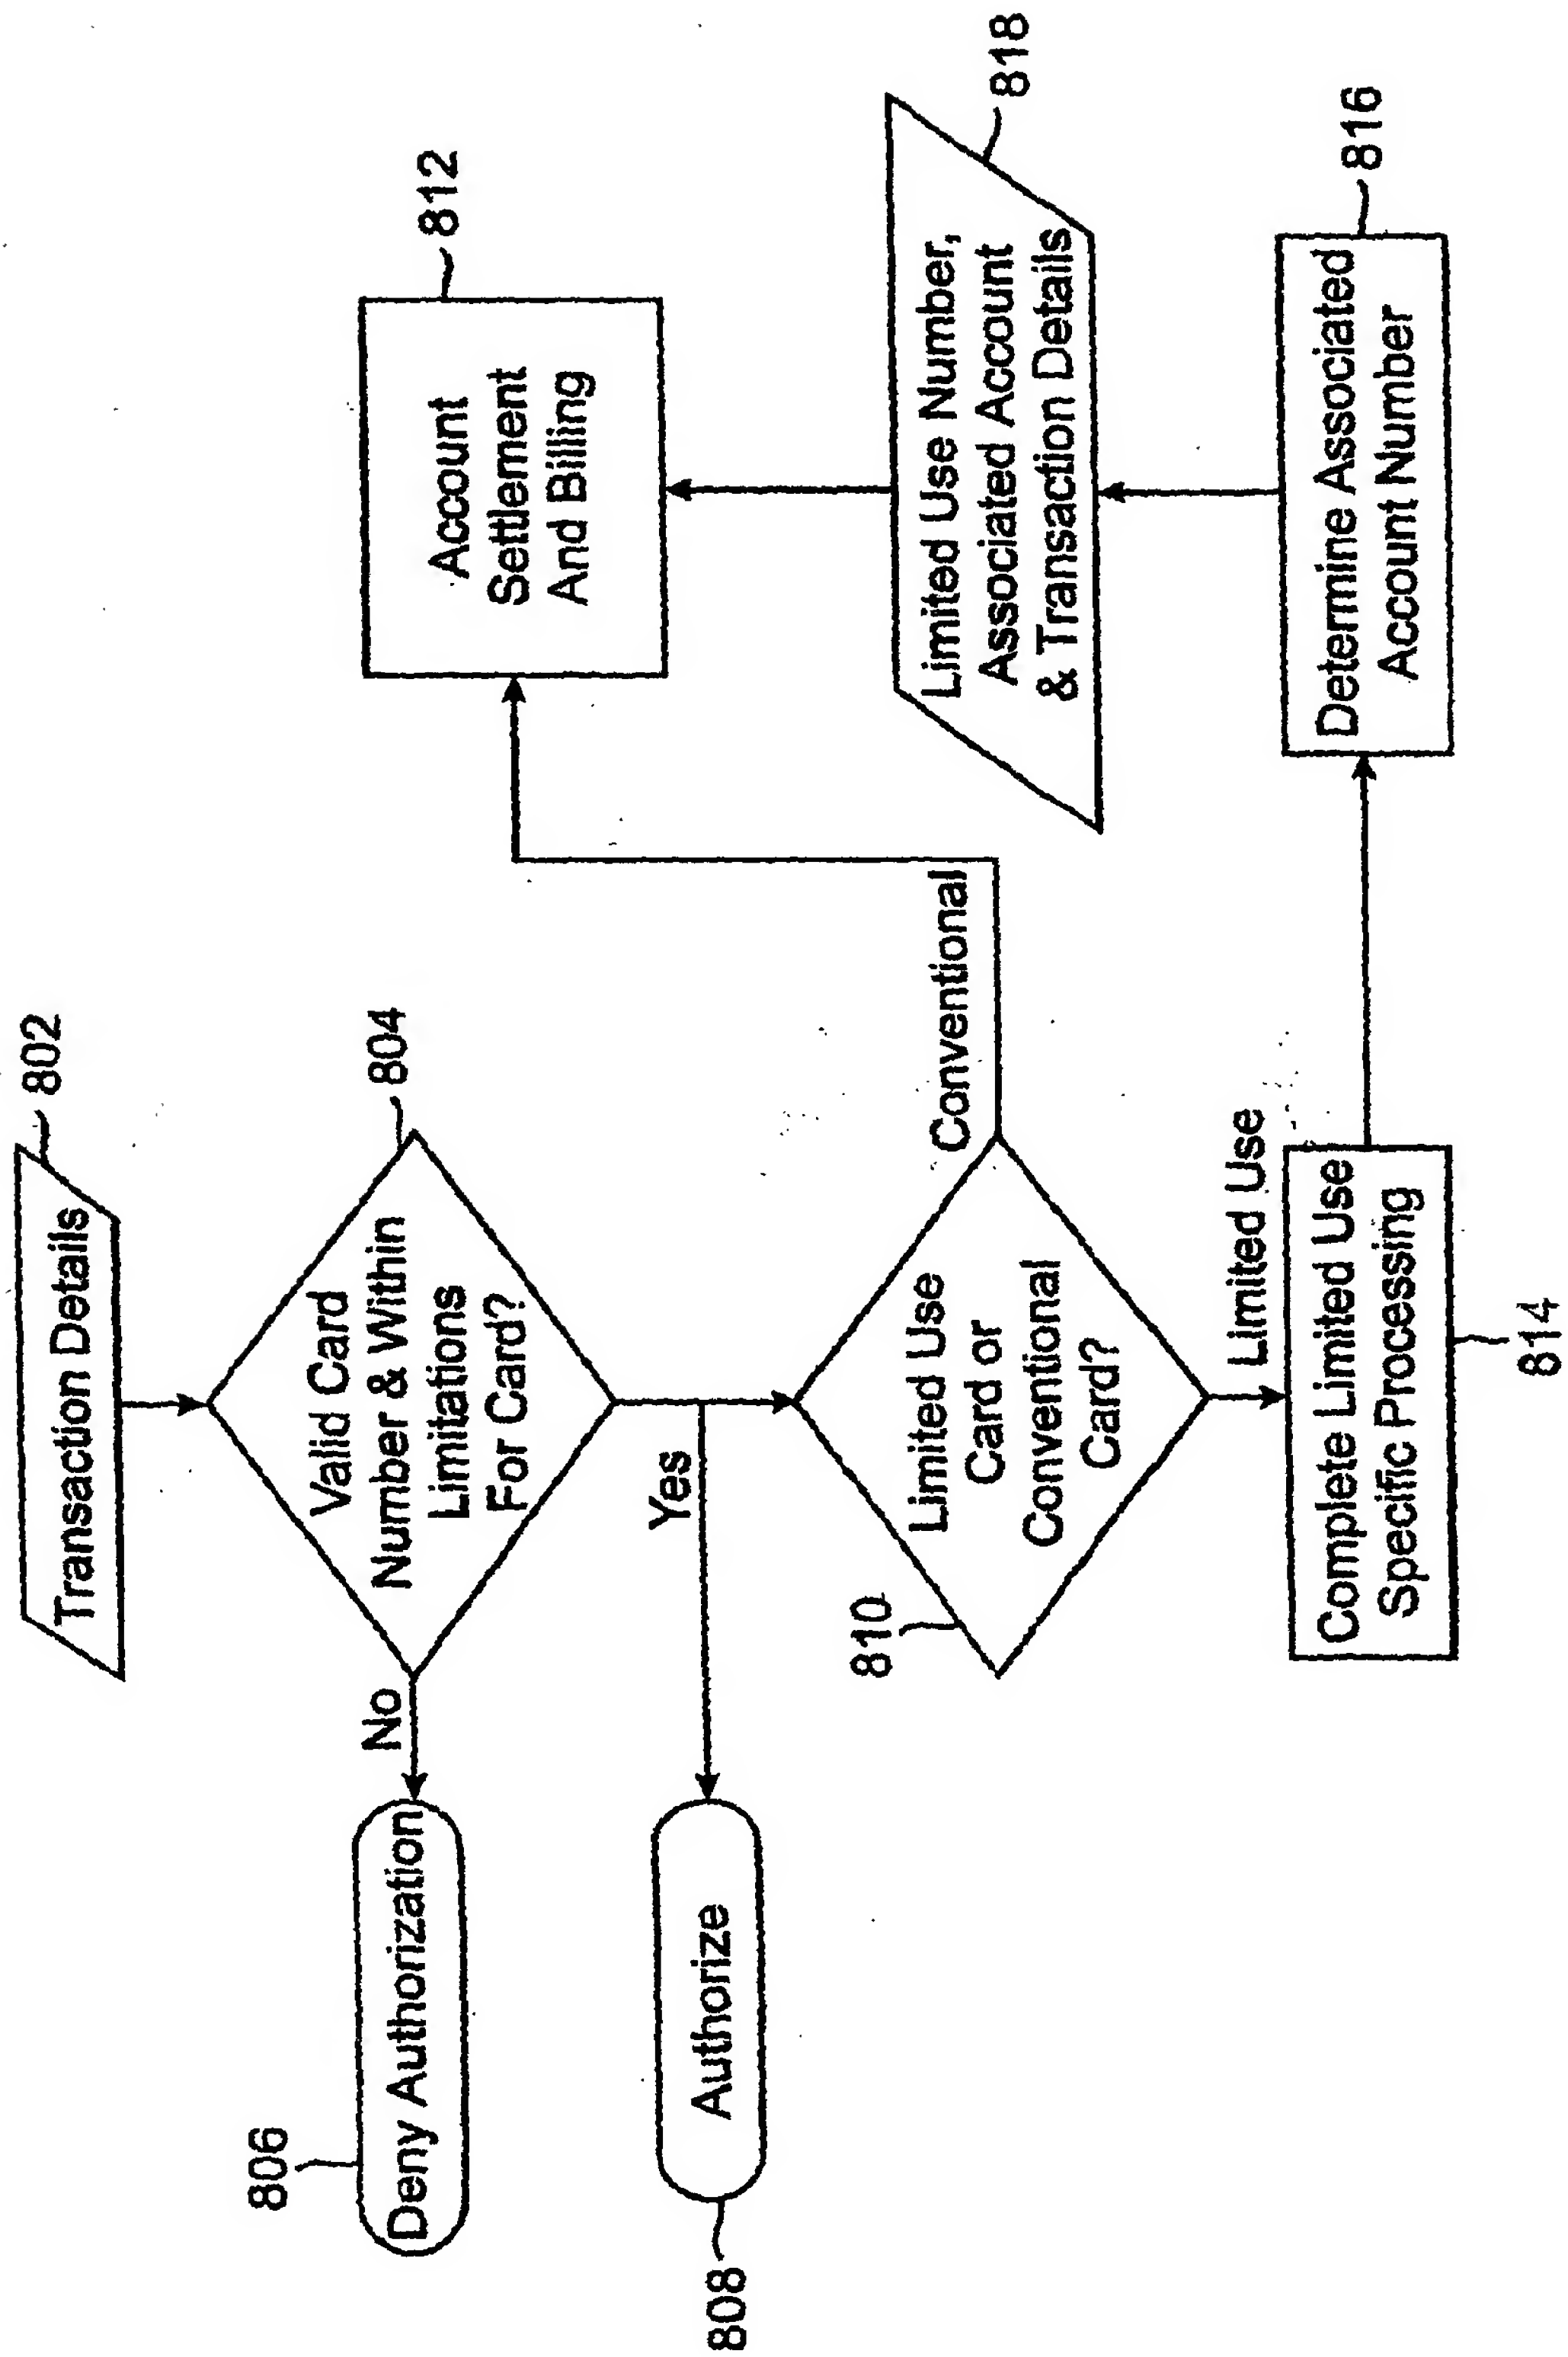 802
Transaction Details
804
Valid Card
Number & Within
Limitations
For Card?
No
806
Deny Authorization
Yes
808
Authorize
810
Limited Use
Card or
Conventional
Card?
Conventional
812
Account
Settlement
And Billing
Limited Use
814
Complete Limited Use
Specific Processing
816
Determine Associated
Account Number
818
Limited Use Number,
Associated Account
& Transaction Details